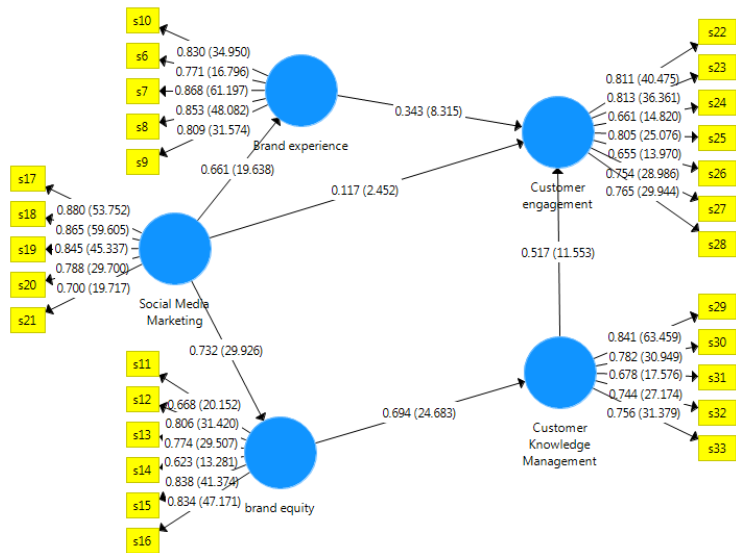 s10
s6
s7
s8
s9
0.830 (34.950)
0.771 (16.796)
0.868 (61.197)
0.853 (48.082)
0.809 (31.574)
Brand experience
s22
s23
s24
s25
s26
s27
s28
0.811 (40.475)
0.813 (36.361)
0.661 (14.820)
0.805 (25.076)
0.655 (13.970)
0.754 (28.986)
0.765 (29.944)
Customer
engagement
0.343 (8.315)
0.661 (19.638)
0.117 (2.452)
s17
s18
s19
s20
s21
0.880 (53.752)
0.865 (59.605)
0.845 (45.337)
0.788 (29.700)
0.700 (19.717)
Social Media
Marketing
0.517 (11.553)
0.732 (29.926)
s29
s30
s31
s32
s33
0.841 (63.459)
0.782 (30.949)
0.678 (17.576)
0.744 (27.174)
0.756 (31.379)
Customer
Knowledge
Management
0.694 (24.683)
s11
s12
s13
s14
s15
s16
0.668 (20.152)
0.806 (31.420)
0.774 (29.507)
0.623 (13.281)
0.838 (41.374)
0.834 (47.171)
brand equity